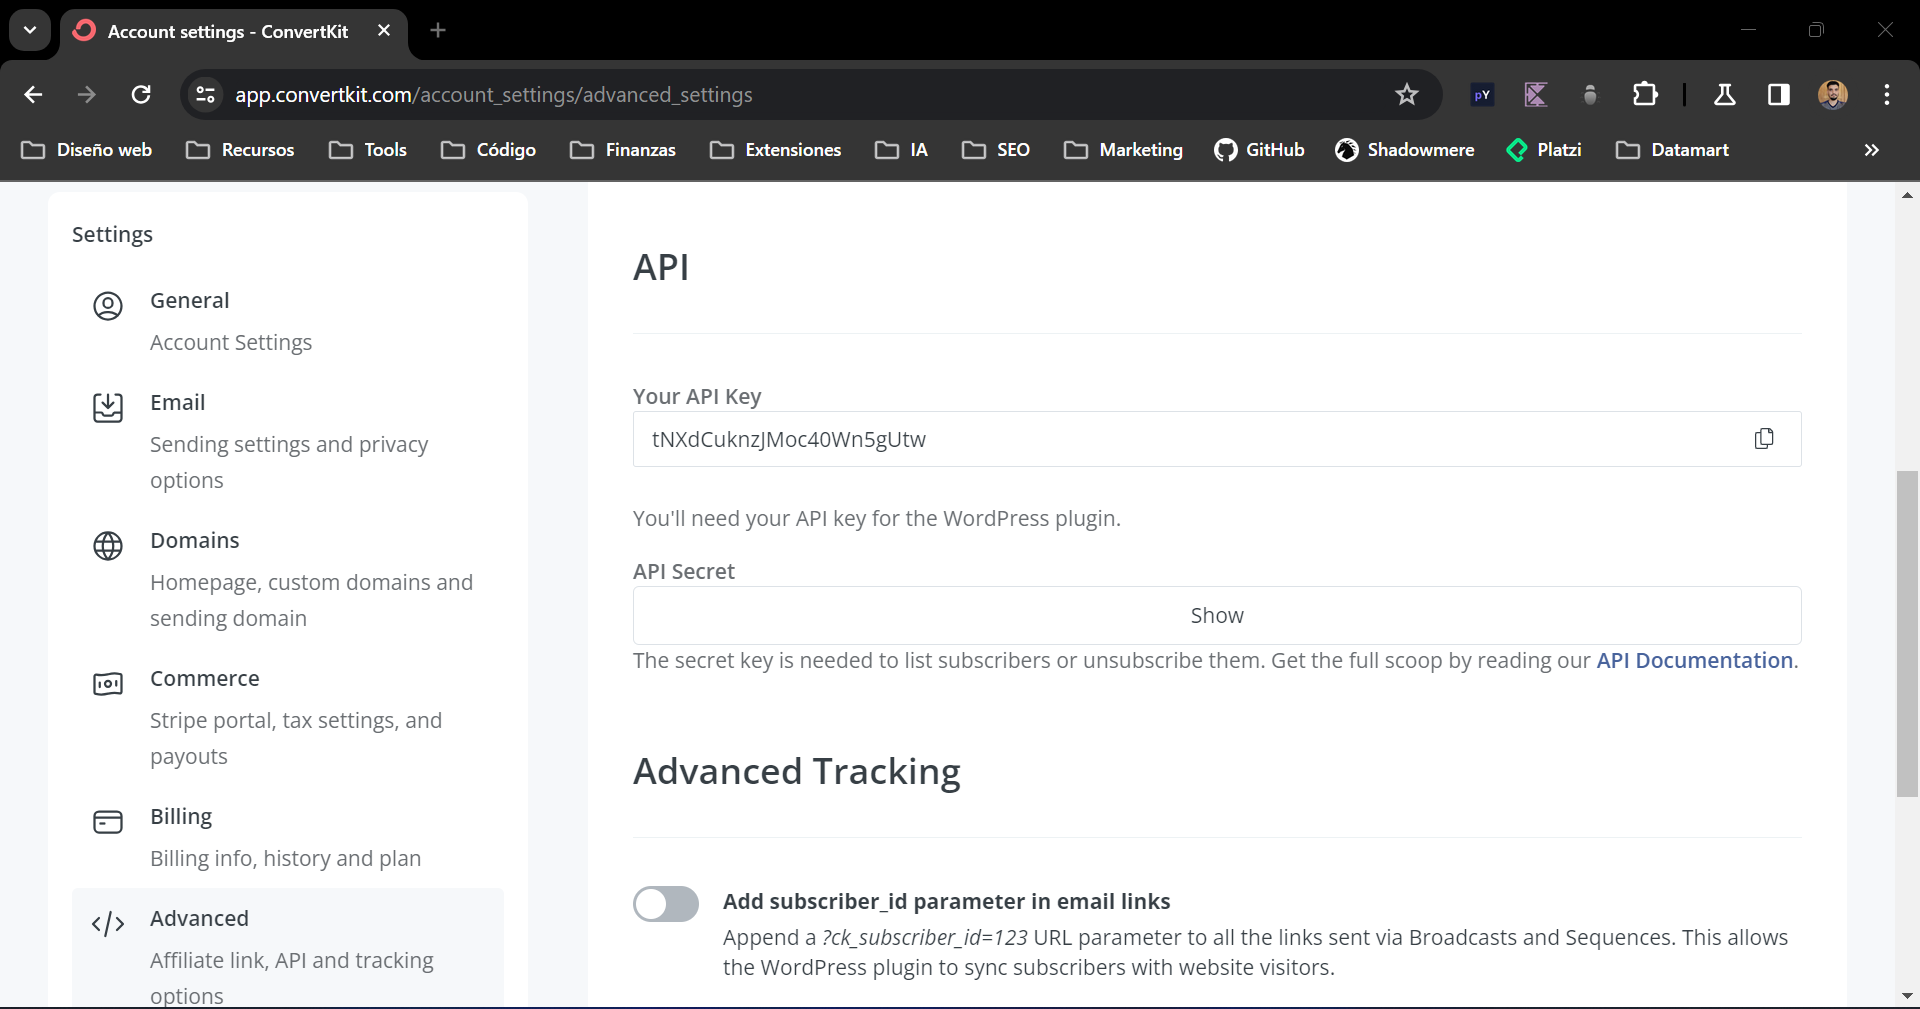 Account settings - ConvertKit
app.convertkit.com/account_settings/advanced_settings
pY
Diseño web Recursos Tools Código Finanzas Extensiones IA SEO Marketing GitHub Shadowmere Platzi Datamart
Settings
General
Account Settings
Email
Sending settings and privacy
options
Domains
Homepage, custom domains and
sending domain
Commerce
Stripe portal, tax settings, and
payouts
Billing
Billing info, history and plan
Advanced
Affiliate link, API and tracking
options
API
Your API Key
tNXdCuknzJMoc40Wn5gUtw
You'll need your API key for the WordPress plugin.
API Secret
Show
The secret key is needed to list subscribers or unsubscribe them. Get the full scoop by reading our API Documentation.
Advanced Tracking
Add subscriber_id parameter in email links
Append a ?ck_subscriber_id=123 URL parameter to all the links sent via Broadcasts and Sequences. This allows
the WordPress plugin to sync subscribers with website visitors.